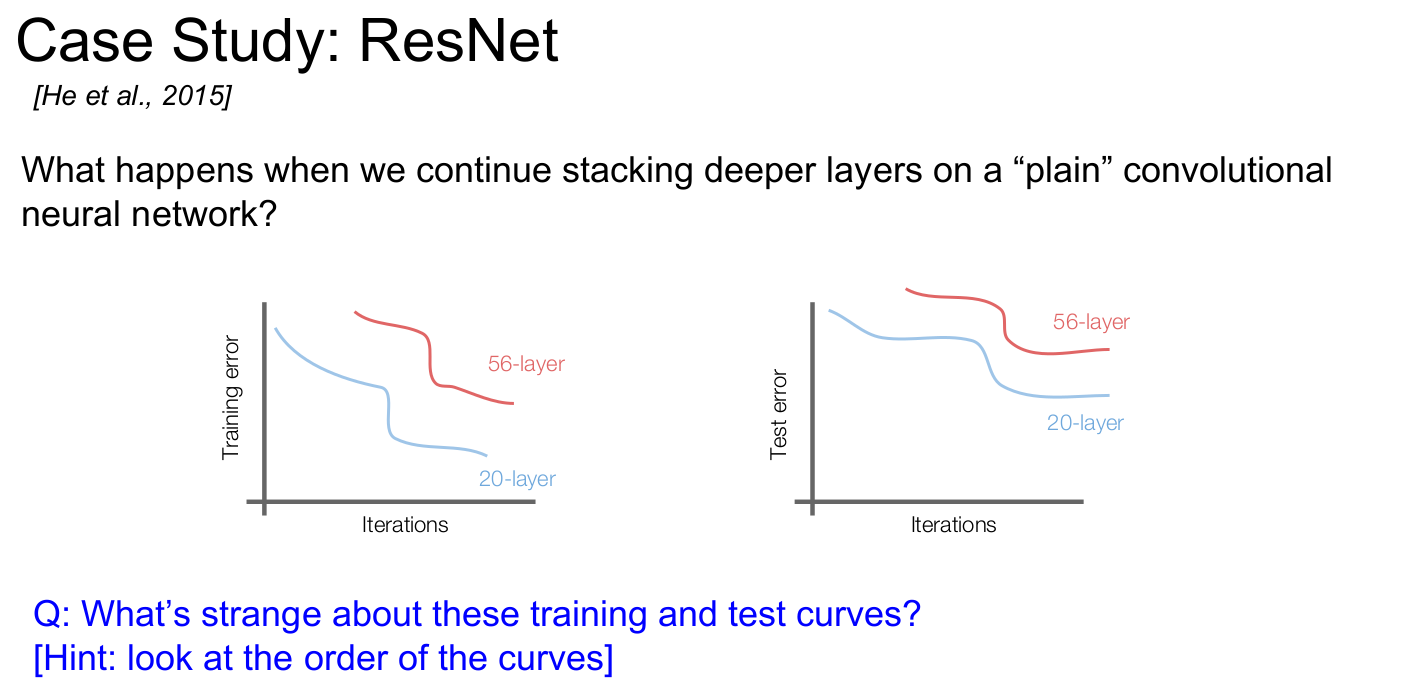 Case Study: ResNet
[He et al., 2015]
What happens when we continue stacking deeper layers on a “plain” convolutional
neural network?
Training error
56-layer
20-layer
Iterations
Test error
56-layer
20-layer
Iterations
Q: What’s strange about these training and test curves?
[Hint: look at the order of the curves]